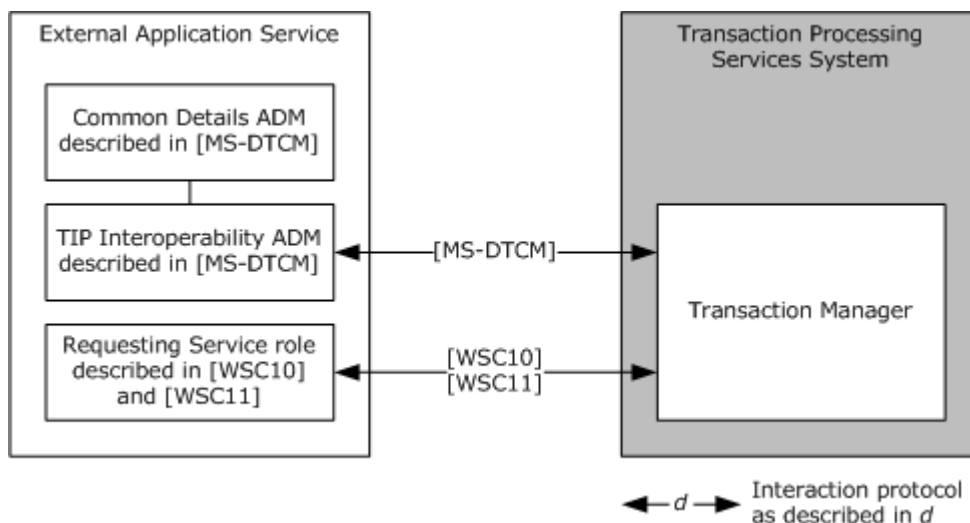 External Application Service
Common Details ADM
described in [MS-DTCM]
TIP Interoperability ADM
described in [MS-DTCM]
Requesting Service role
described in [WSC10]
and [WSC11]
[MS-DTCM]
[WSC10]
[WSC11]
Transaction Processing
Services System
Transaction Manager
d
Interaction protocol
as described in d